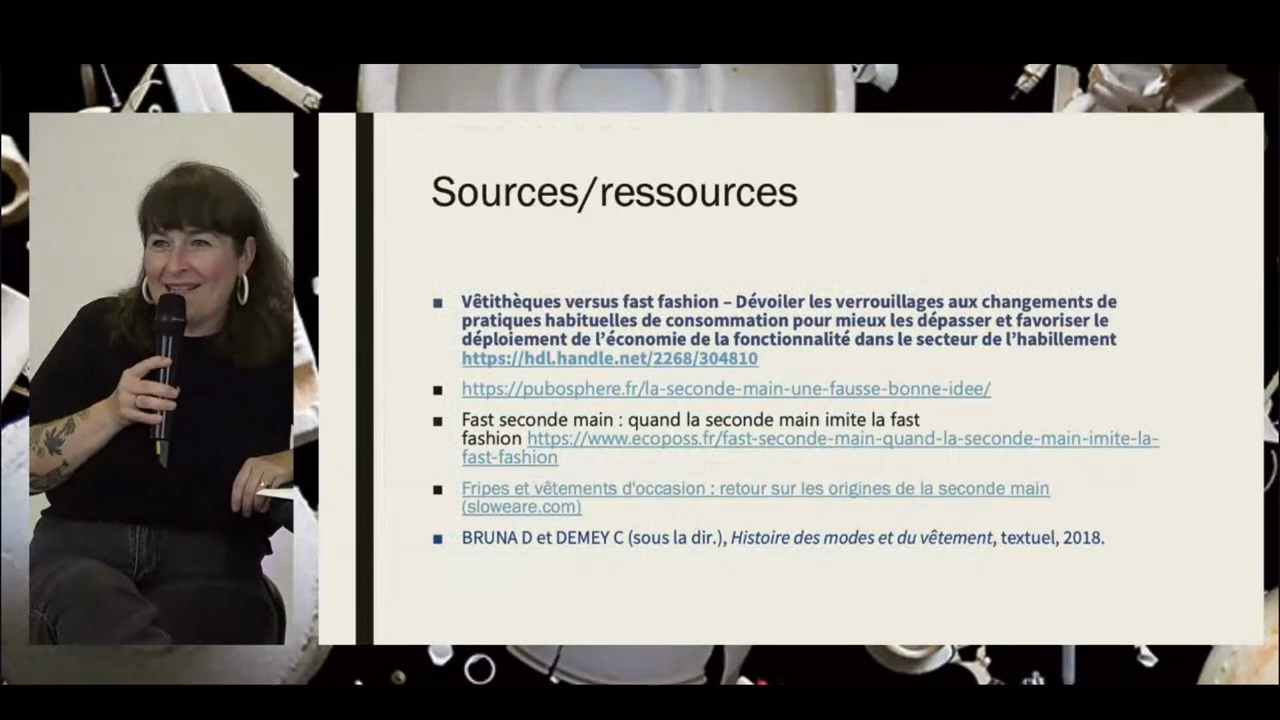 Sources/ressources
Vêtithèques versus fast fashion – Dévoiler les verrouillages aux changements de
pratiques habituelles de consommation pour mieux les dépasser et favoriser le
déploiement de l’économie de la fonctionnalité dans le secteur de l’habillement
https://hdl.handle.net/2268/304810
https://pubosphere.fr/la-seconde-main-une-fausse-bonne-idee/
Fast seconde main : quand la seconde main imite la fast
fashion https://www.ecoposs.fr/fast-seconde-main-quand-la-seconde-main-imite-la-
fast-fashion
Fripes et vêtements d'occasion : retour sur les origines de la seconde main
(sloweare.com)
BRUNA D et DEMEY C (sous la dir.), Histoire des modes et du vêtement, textuel, 2018.